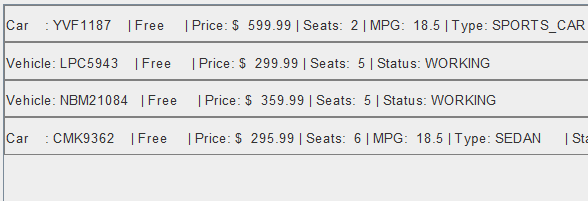 Car    : YVF1187    | Free     | Price: $  599.99 | Seats:  2 | MPG:  18.5 | Type: SPORTS_CAR
Vehicle: LPC5943    | Free     | Price: $  299.99 | Seats:  5 | Status: WORKING
Vehicle: NBM21084   | Free     | Price: $  359.99 | Seats:  5 | Status: WORKING
Car    : CMK9362    | Free     | Price: $  295.99 | Seats:  6 | MPG:  18.5 | Type: SEDAN      | Sta